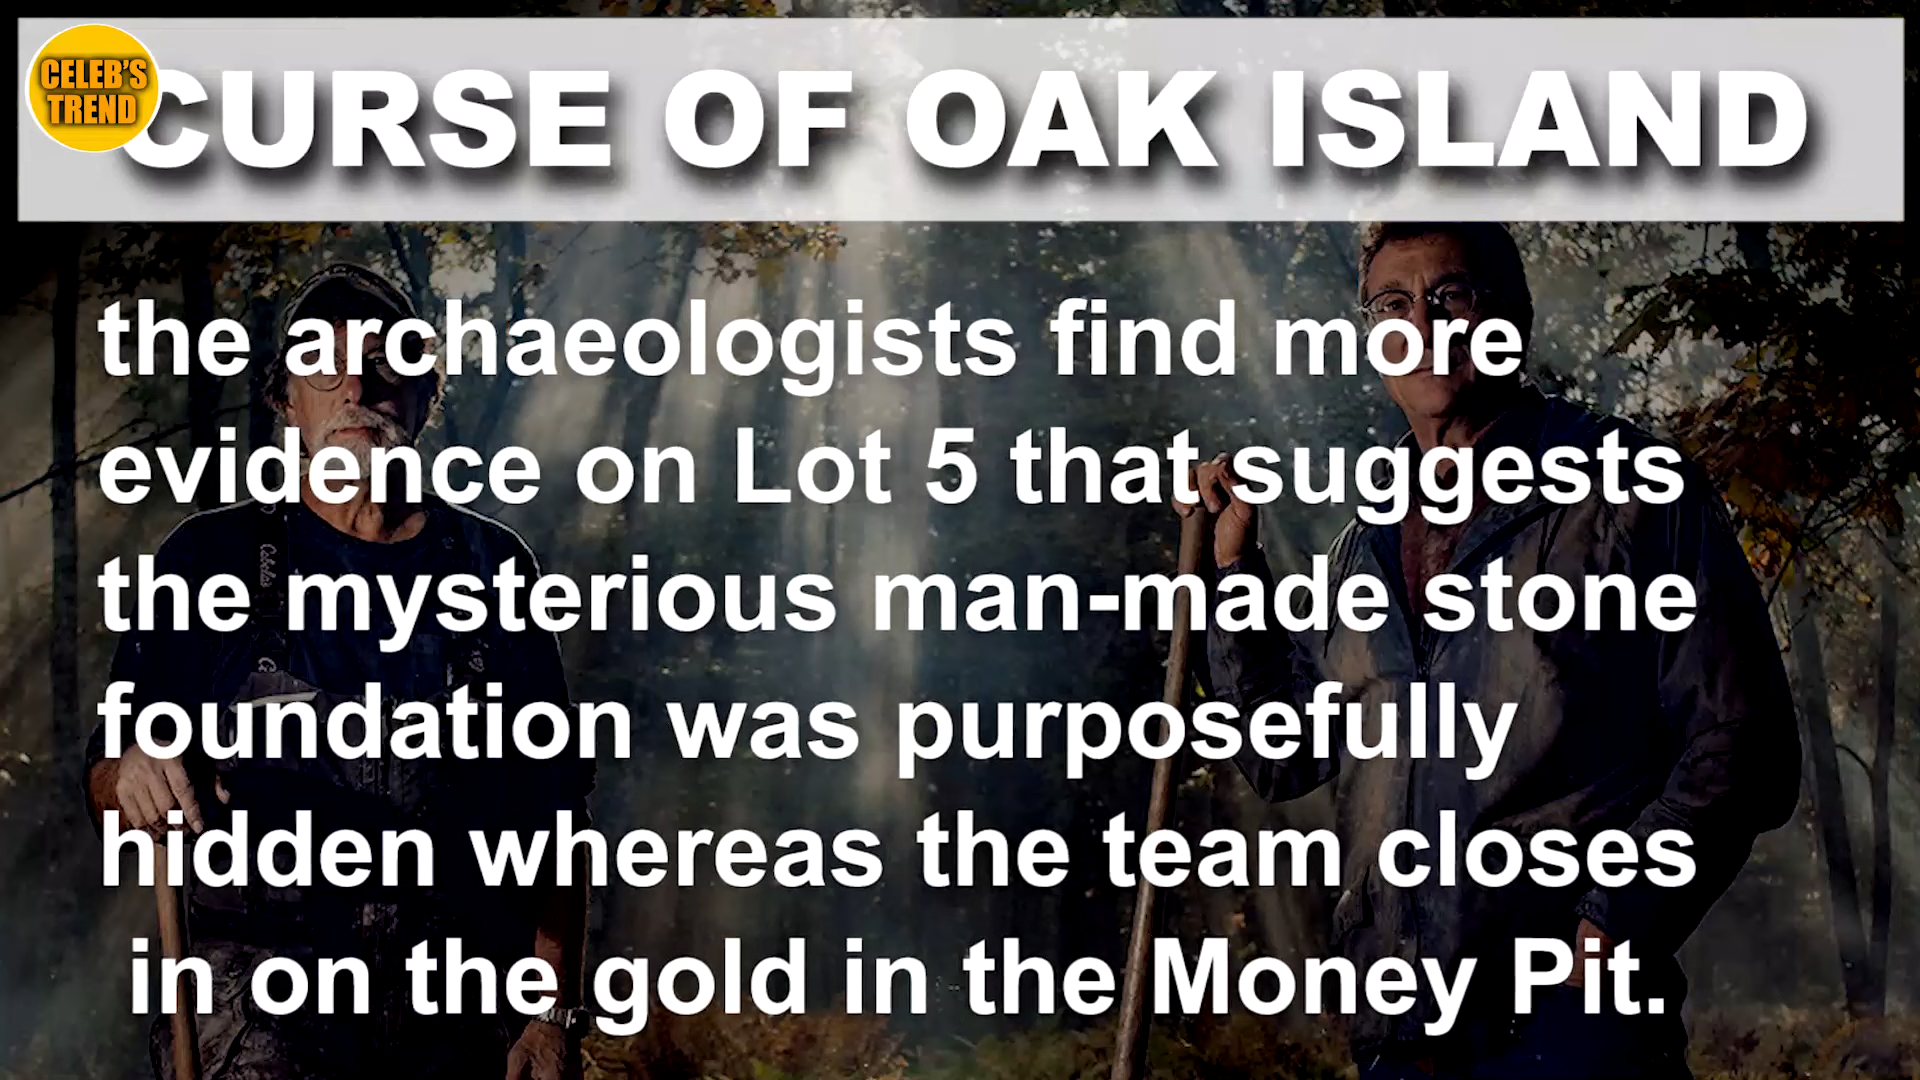 CELEB'S
TREND
CURSE OF OAK ISLAND
the archaeologists find more
evidence on Lot 5 that suggests
the mysterious man-made stone
foundation was purposefully
hidden whereas the team closes
in on the gold in the Money Pit.
Cabelas